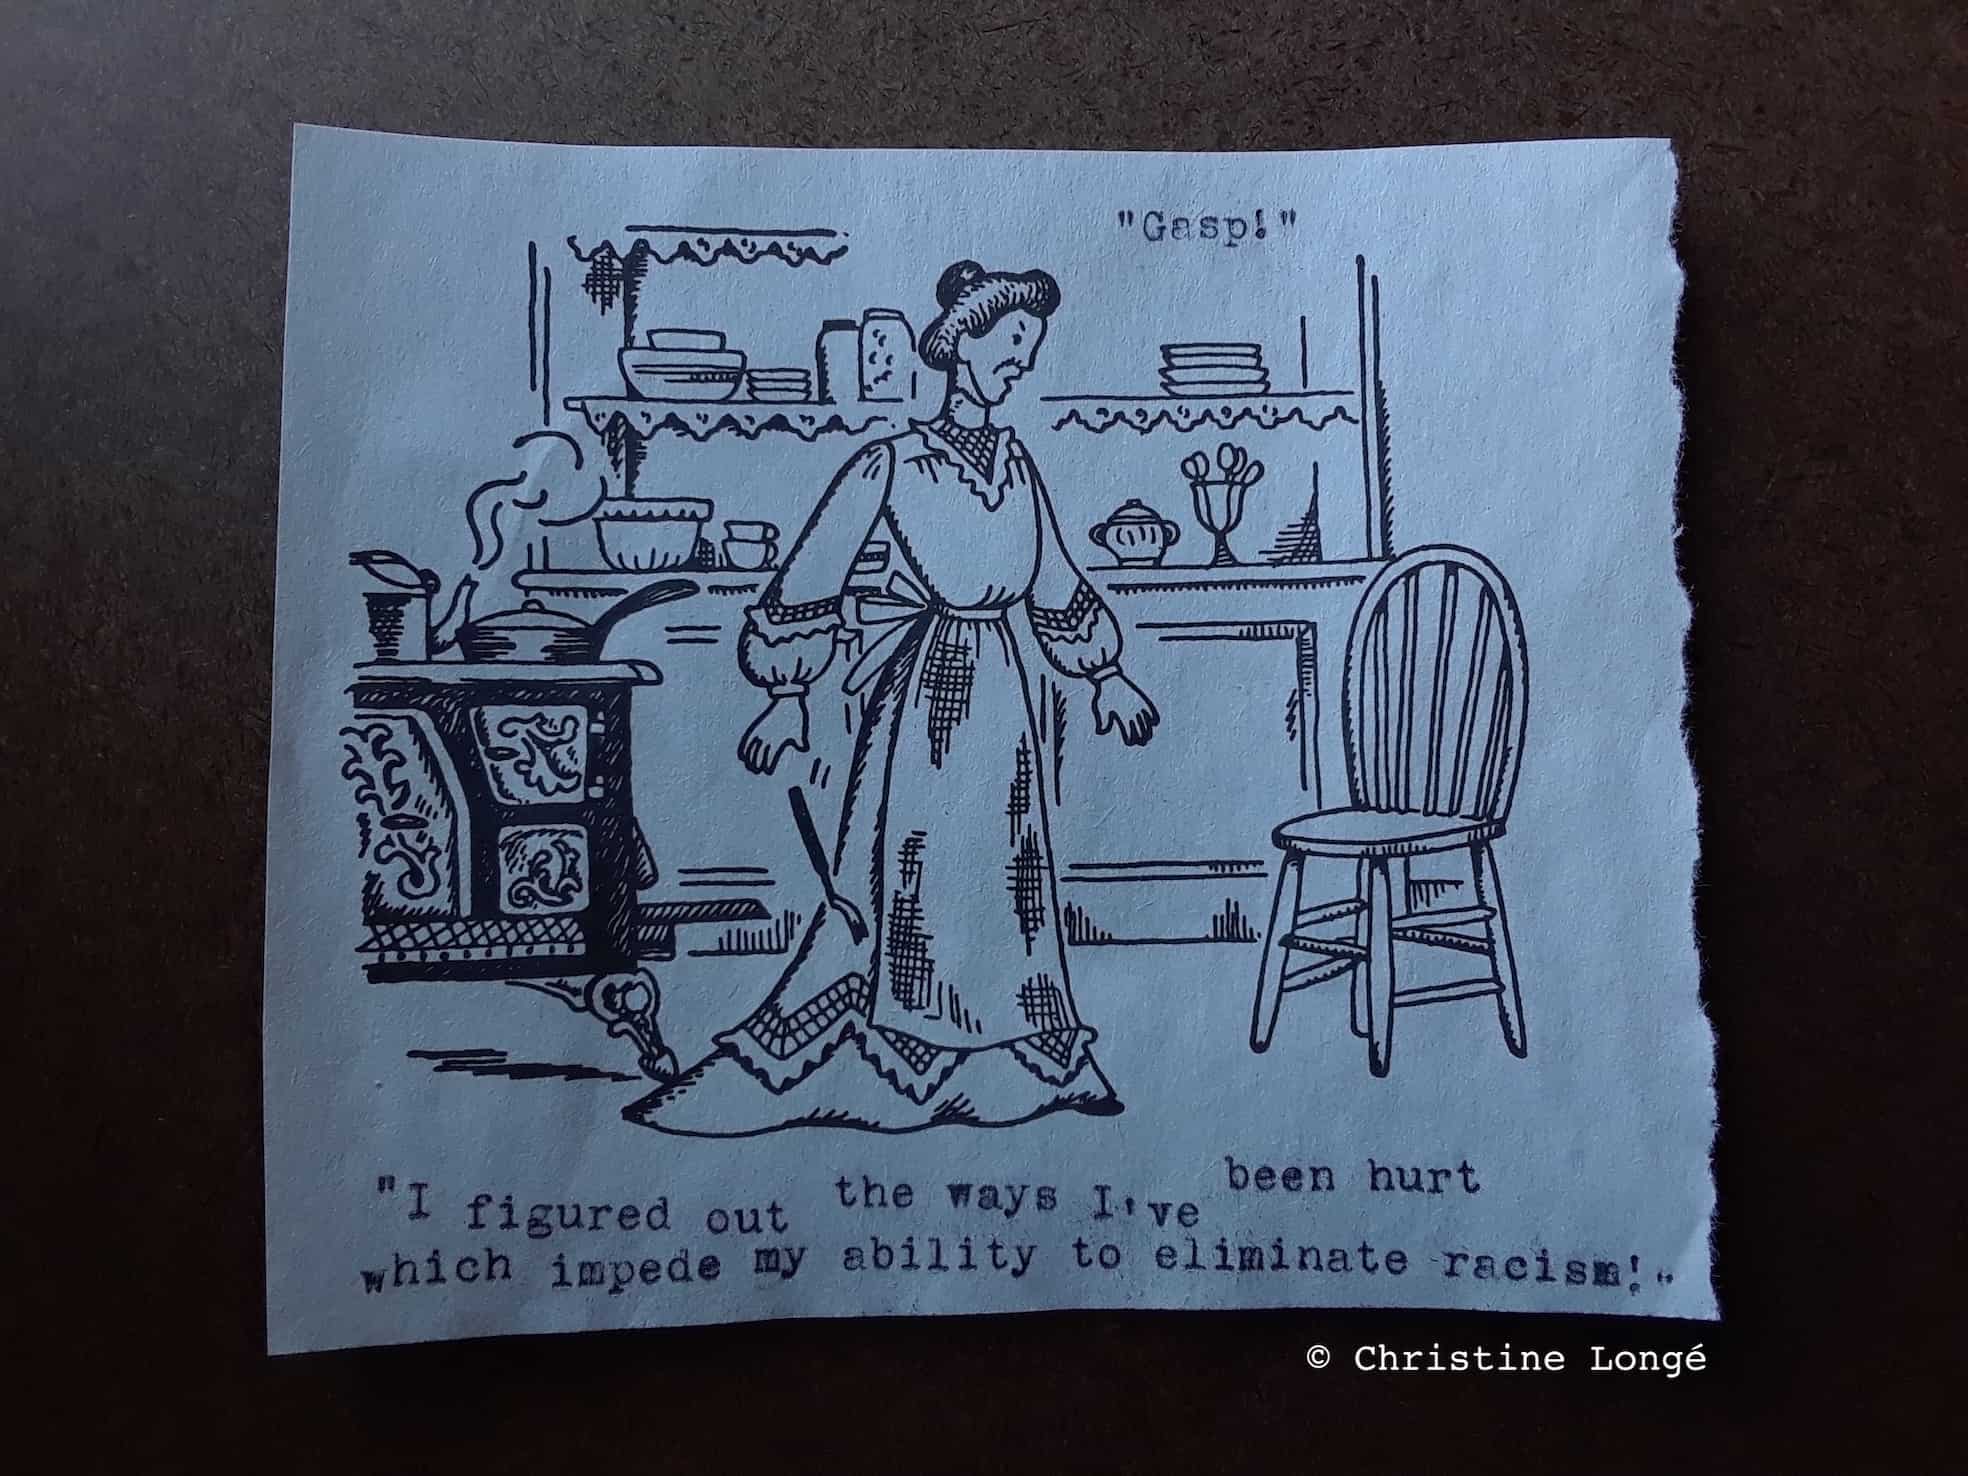 "Gasp!"
"I figured out the ways I've been hurt
which impede my ability to eliminate racism!"
© Christine Longé